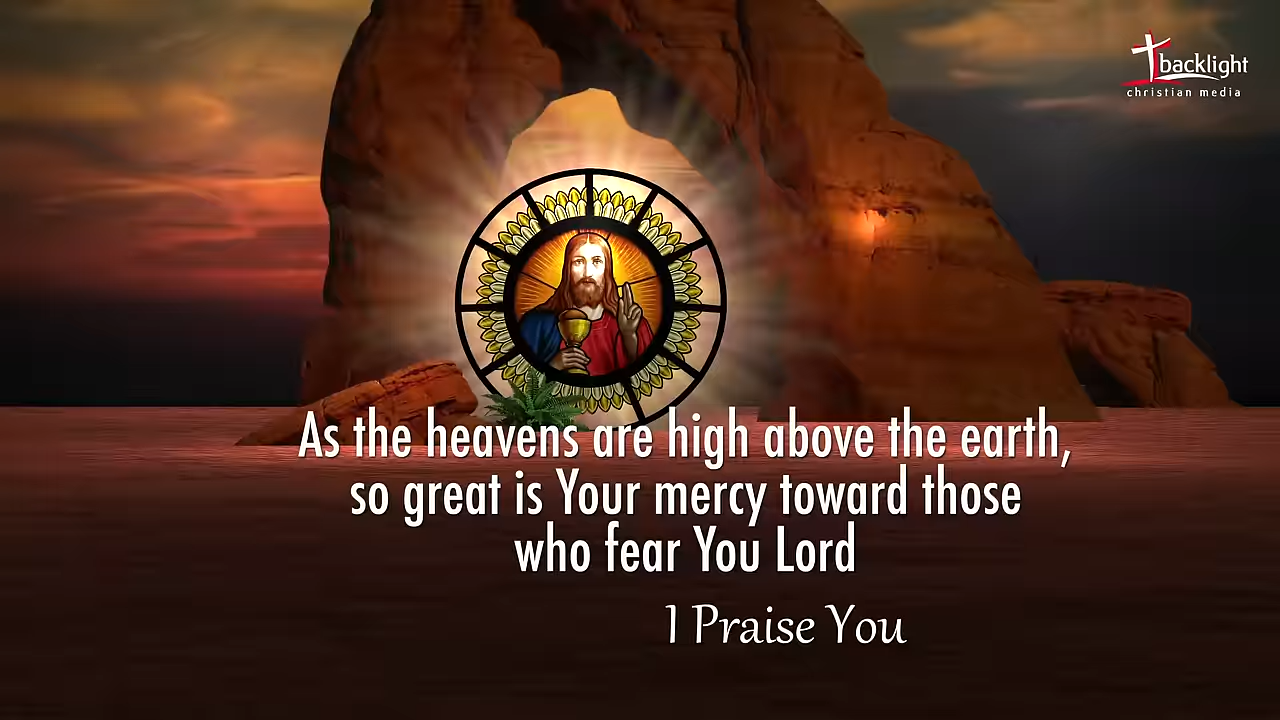 backlight
christian media
As the heavens are high above the earth,
so great is Your mercy toward those
who fear You Lord
I Praise You